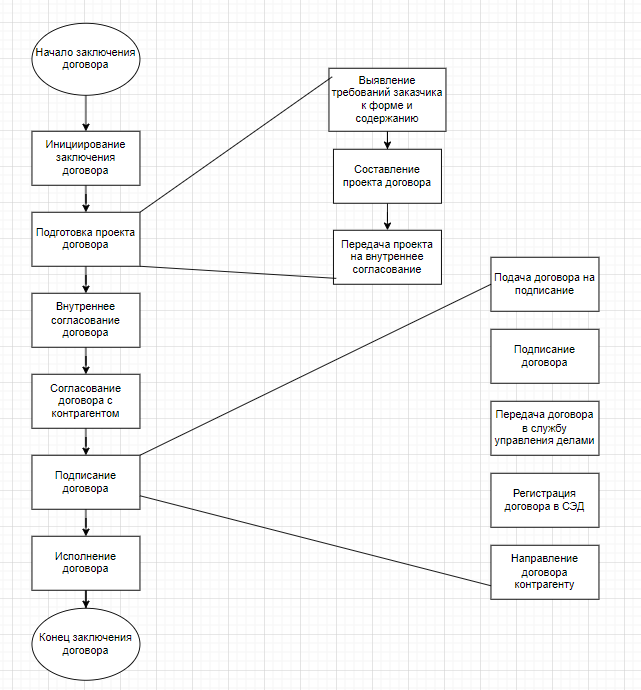 Начало заключения
договора
Инициирование
заключения
договора
Подготовка проекта
договора
Внутреннее
согласование
договора
Согласование
договора с
контрагентом
Подписание
договора
Исполнение
договора
Конец заключения
договора
Выявление
требований заказчика
к форме и
содержанию
Составление
проекта договора
Передача проекта
на внутреннее
согласование
Подача договора на
подписание
Подписание
договора
Передача договора
в службу
управления делами
Регистрация
договора в СЭД
Направление
договора
контрагенту